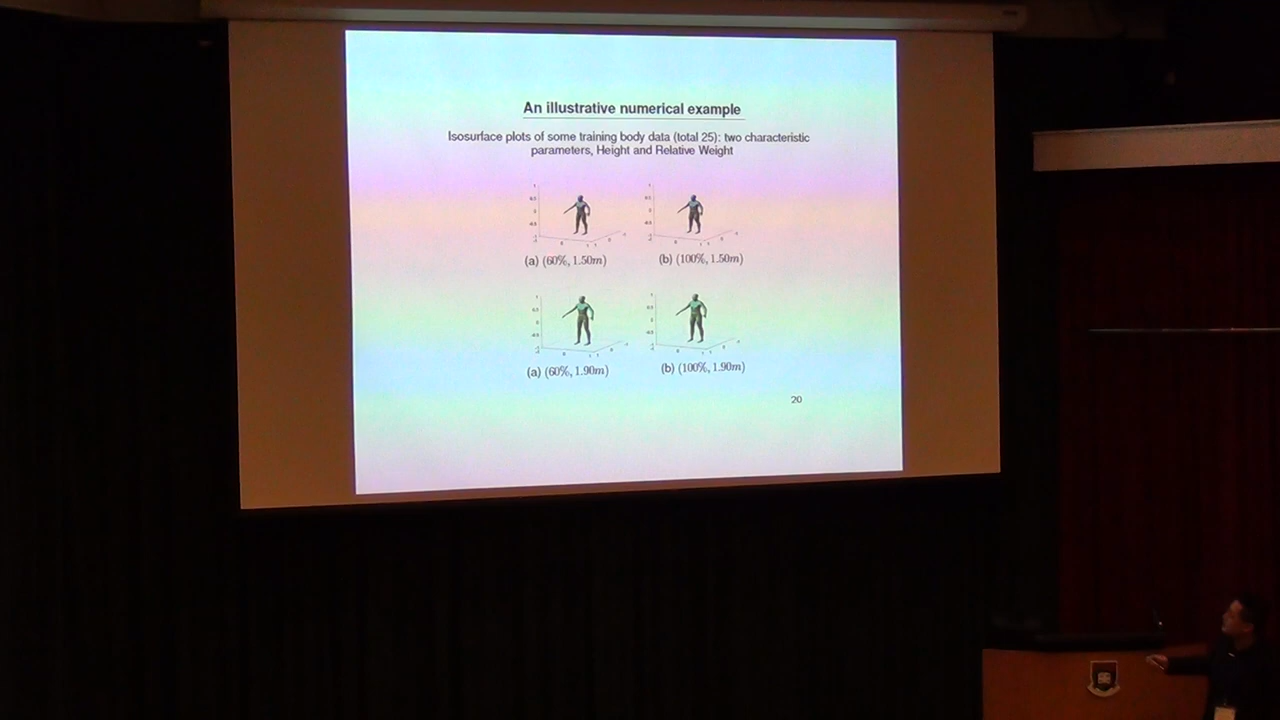 An illustrative numerical example
Isosurface plots of some training body data (total 25): two characteristic
parameters, Height and Relative Weight
(a) (60%, 1.50m)
(b) (100%, 1.50m)
(a) (60%, 1.90m)
(b) (100%, 1.90m)
20